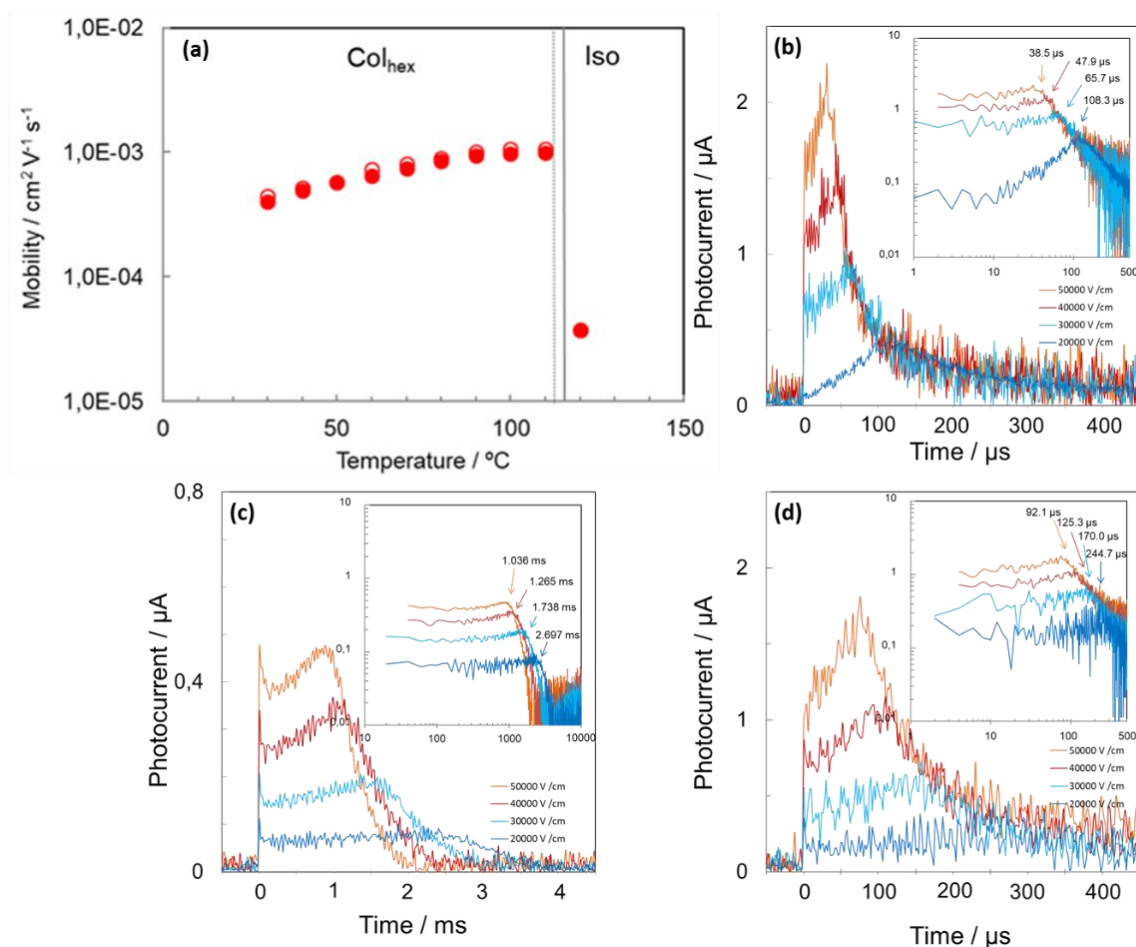 (a)
Col_hex
Iso
1,0E-02
1,0E-03
1,0E-04
1,0E-05
Mobility / cm² V⁻¹ s⁻¹
0
50
100
150
Temperature / ºC
(b)
Photocurrent / µA
2
1
0
0
100
200
300
400
Time / µs
10
1
0,1
0,01
1
10
100
500
38.5 µs
47.9 µs
65.7 µs
108.3 µs
50000 V /cm
40000 V /cm
30000 V /cm
20000 V /cm
(c)
Photocurrent / µA
0,8
0,4
0
0
1
2
3
4
Time / ms
10
1
0,1
0,01
10
100
1000
10000
1.036 ms
1.265 ms
1.738 ms
2.697 ms
50000 V /cm
40000 V /cm
30000 V /cm
20000 V /cm
(d)
Photocurrent / µA
2
1
0
0
100
200
300
400
Time / µs
10
1
0,1
0,01
1
10
100
500
92.1 µs
125.3 µs
170.0 µs
244.7 µs
50000 V /cm
40000 V /cm
30000 V /cm
20000 V /cm